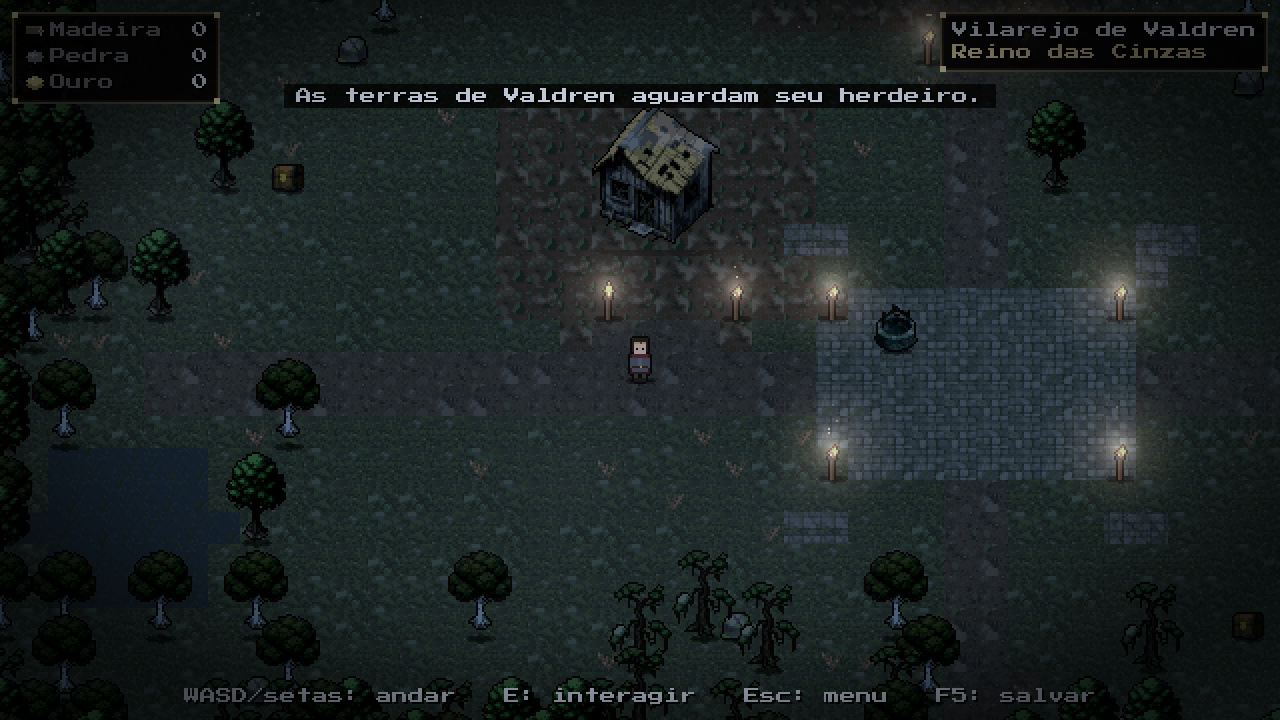 Madeira 0
Pedra 0
Ouro 0
Vilarejo de Valdren
Reino das Cinzas
As terras de Valdren aguardam seu herdeiro.
WASD/setas: andar E: interagir Esc: menu F5: salvar